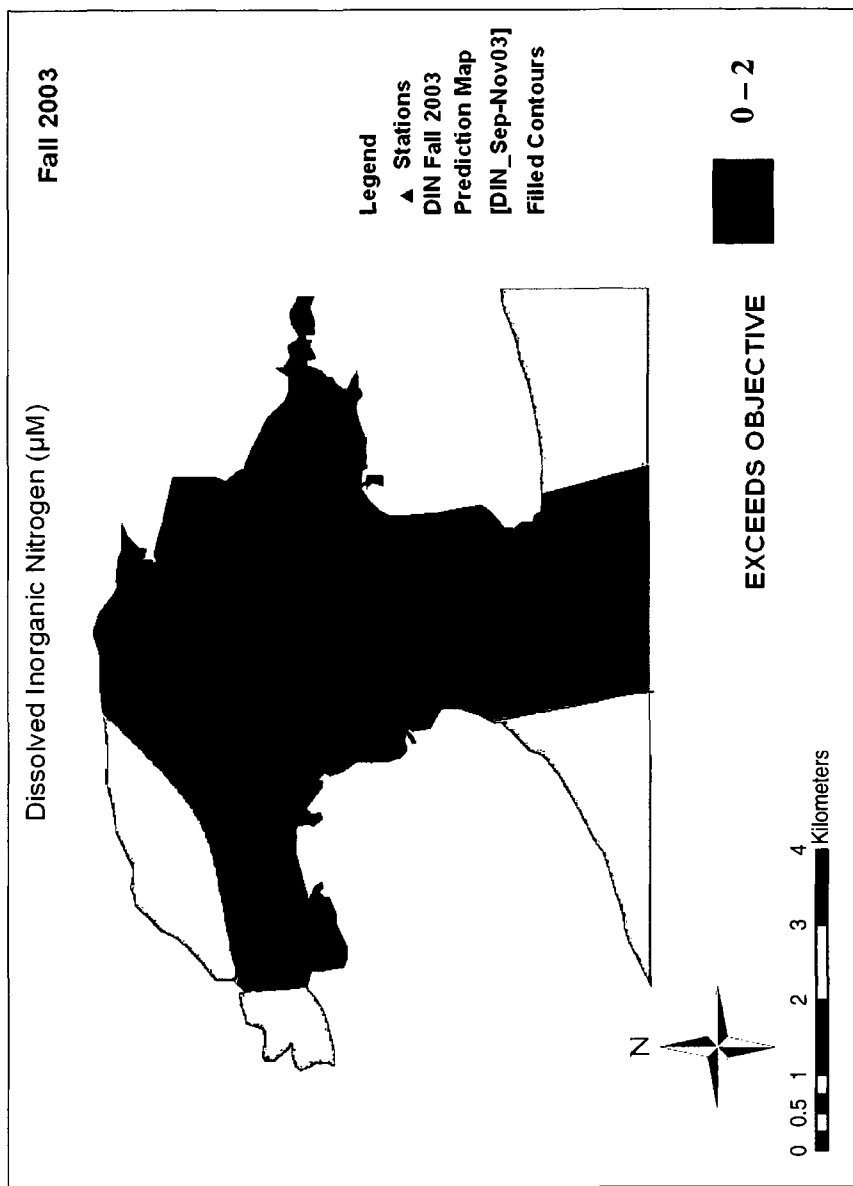 Dissolved Inorganic Nitrogen (µM)
Fall 2003
Legend
Stations
DIN Fall 2003
Prediction Map
[DIN_Sep-Nov03]
Filled Contours
N
0 0.5 1 2 3 4
Kilometers
EXCEEDS OBJECTIVE
0 – 2